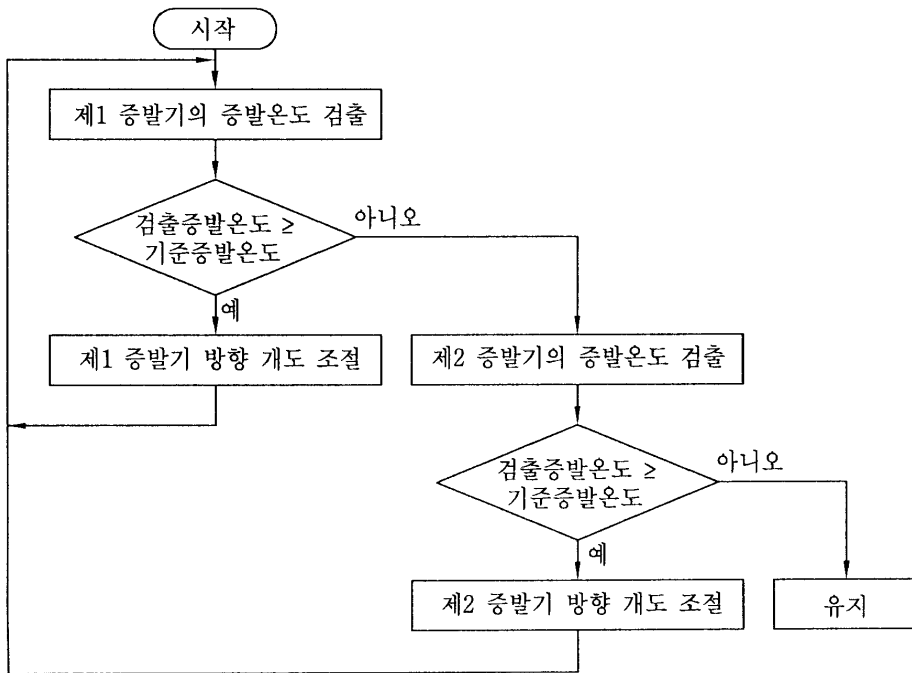 시작
제1 증발기의 증발온도 검출
검출증발온도 ≥
기준증발온도
아니오
예
제1 증발기 방향 개도 조절
제2 증발기의 증발온도 검출
검출증발온도 ≥
기준증발온도
아니오
예
제2 증발기 방향 개도 조절
유지